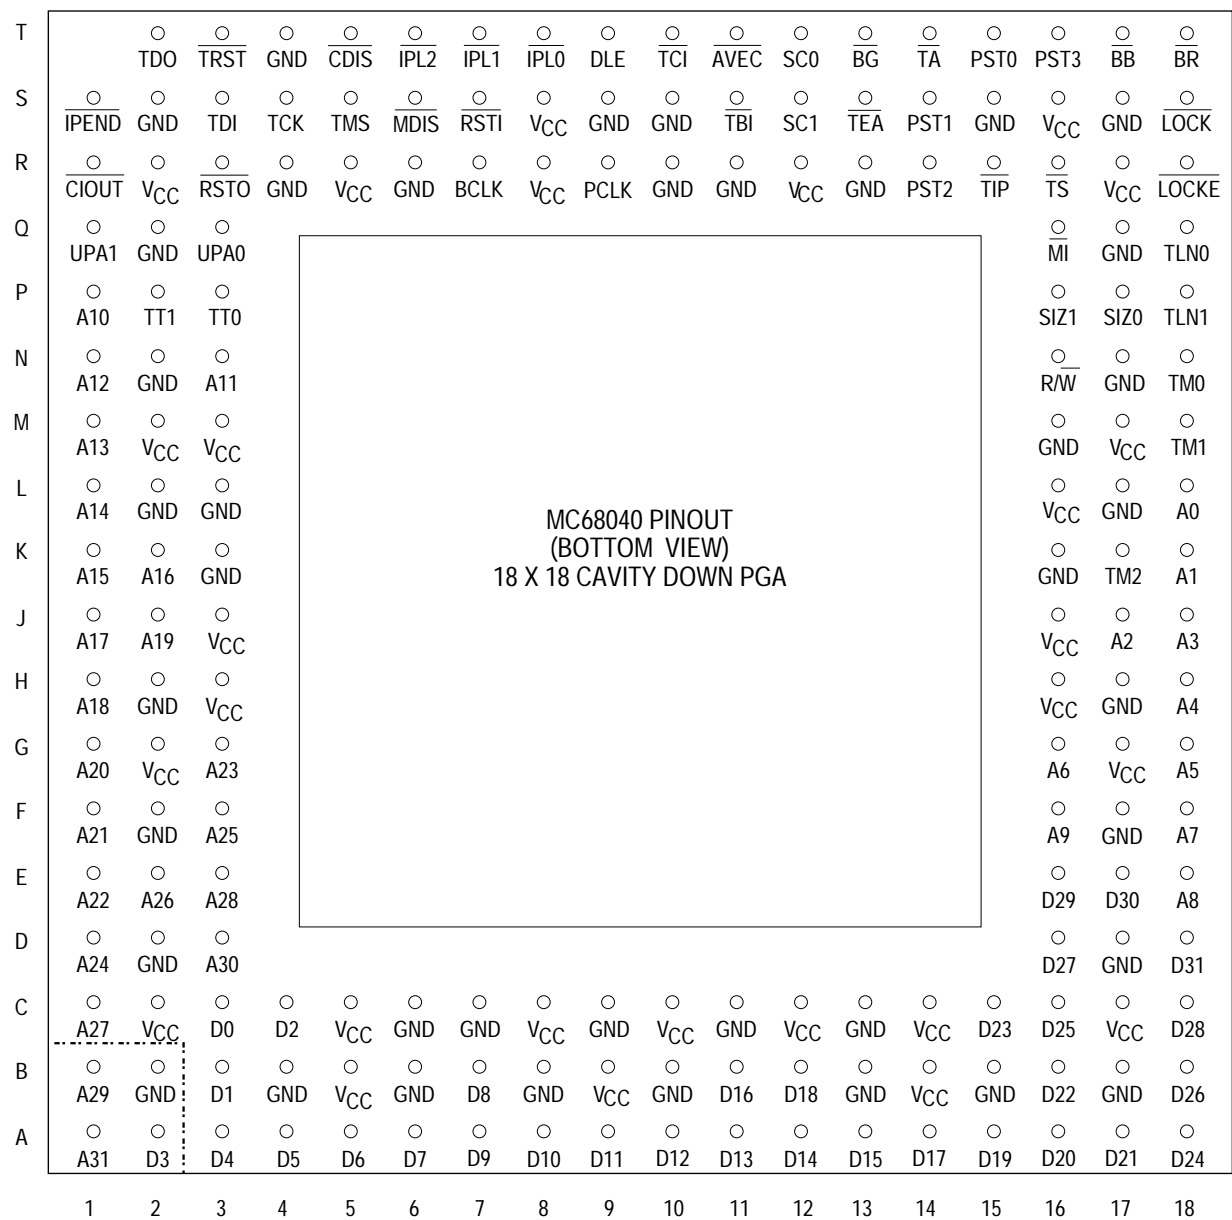 T
TDO TRST GND CDIS IPL2 IPL1 IPL0 DLE TCI AVEC SC0 BG TA PST0 PST3 BB BR
S
IPEND GND TDI TCK TMS MDIS RSTI VCC GND GND TBI SC1 TEA PST1 GND VCC GND LOCK
R
CIOUT VCC RSTO GND VCC GND BCLK VCC PCLK GND GND VCC GND PST2 TIP TS VCC LOCKE
Q
UPA1 GND UPA0 MI GND TLN0
P
A10 TT1 TT0 SIZ1 SIZ0 TLN1
N
A12 GND A11 R/W GND TM0
M
A13 VCC VCC GND VCC TM1
L
A14 GND GND VCC GND A0
MC68040 PINOUT
(BOTTOM VIEW)
18 X 18 CAVITY DOWN PGA
K
A15 A16 GND GND TM2 A1
J
A17 A19 VCC VCC A2 A3
H
A18 GND VCC VCC GND A4
G
A20 VCC A23 A6 VCC A5
F
A21 GND A25 A9 GND A7
E
A22 A26 A28 D29 D30 A8
D
A24 GND A30 D27 GND D31
C
A27 VCC D0 D2 VCC GND GND VCC GND VCC GND VCC GND VCC D23 D25 VCC D28
B
A29 GND D1 GND VCC GND D8 GND VCC GND D16 D18 GND VCC GND D22 GND D26
A
A31 D3 D4 D5 D6 D7 D9 D10 D11 D12 D13 D14 D15 D17 D19 D20 D21 D24
1 2 3 4 5 6 7 8 9 10 11 12 13 14 15 16 17 18